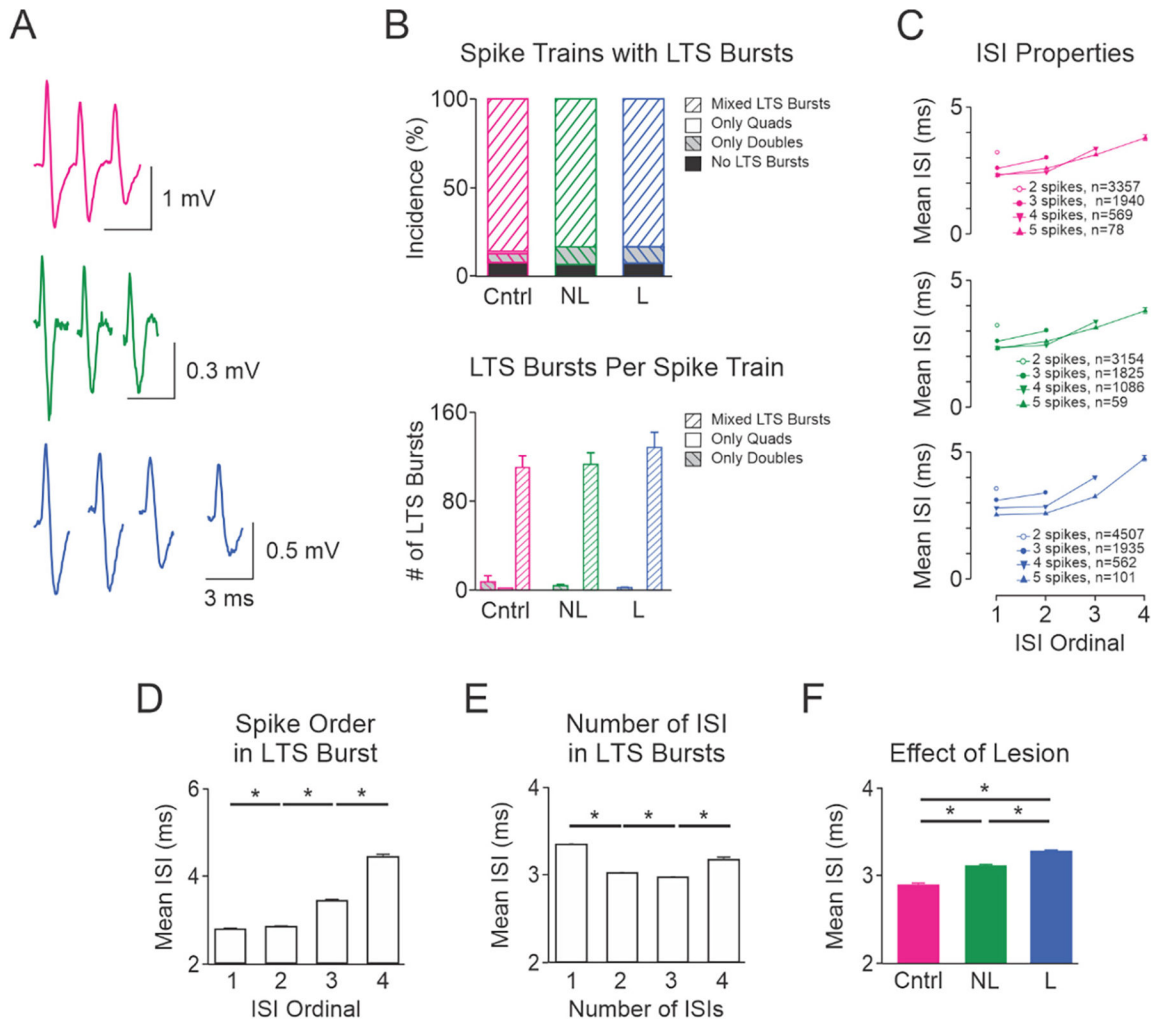 A
1 mV
0.3 mV
0.5 mV
3 ms
B
Spike Trains with LTS Bursts
Incidence (%)
100
50
0
Cntrl NL L
Mixed LTS Bursts
Only Quads
Only Doubles
No LTS Bursts
LTS Bursts Per Spike Train
# of LTS Bursts
160
80
0
Cntrl NL L
Mixed LTS Bursts
Only Quads
Only Doubles
C
ISI Properties
Mean ISI (ms)
5
0
2 spikes, n=3357
3 spikes, n=1940
4 spikes, n=569
5 spikes, n=78
Mean ISI (ms)
5
0
2 spikes, n=3154
3 spikes, n=1825
4 spikes, n=1086
5 spikes, n=59
Mean ISI (ms)
5
0
2 spikes, n=4507
3 spikes, n=1935
4 spikes, n=562
5 spikes, n=101
1 2 3 4
ISI Ordinal
D
Spike Order
in LTS Burst
Mean ISI (ms)
6
4
2
* * *
1 2 3 4
ISI Ordinal
E
Number of ISI
in LTS Bursts
Mean ISI (ms)
4
3
2
* * *
1 2 3 4
Number of ISIs
F
Effect of Lesion
Mean ISI (ms)
4
3
2
*
* *
Cntrl NL L